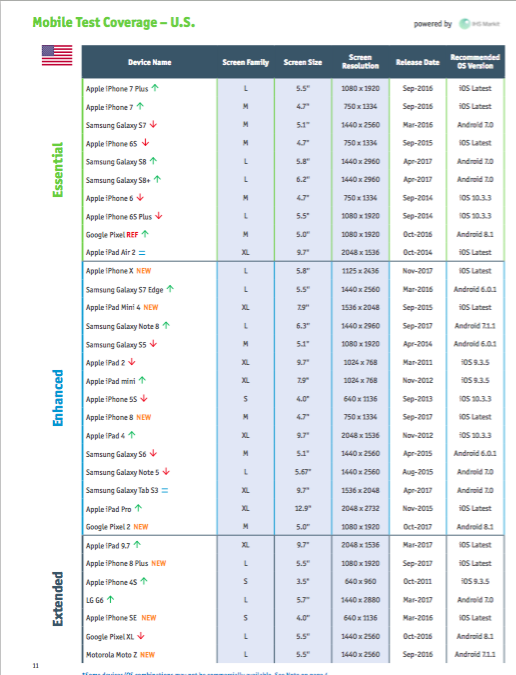 Mobile Test Coverage – U.S.
powered by IHS Markit
Device Name Screen Family Screen Size Screen Resolution Release Date Recommended OS Version
Essential
Apple iPhone 7 Plus ↑ L 5.5" 1080 x 1920 Sep-2016 iOS Latest
Apple iPhone 7 ↑ M 4.7" 750 x 1334 Sep-2016 iOS Latest
Samsung Galaxy S7 ↓ M 5.1" 1440 x 2560 Mar-2016 Android 7.0
Apple iPhone 6S ↓ M 4.7" 750 x 1334 Sep-2015 iOS Latest
Samsung Galaxy S8 ↑ L 5.8" 1440 x 2960 Apr-2017 Android 7.0
Samsung Galaxy S8+ ↑ L 6.2" 1440 x 2960 Apr-2017 Android 7.0
Apple iPhone 6 ↓ M 4.7" 750 x 1334 Sep-2014 iOS 10.3.3
Apple iPhone 6S Plus ↓ L 5.5" 1080 x 1920 Sep-2014 iOS 10.3.3
Google Pixel REF ↑ M 5.0" 1080 x 1920 Oct-2016 Android 8.1
Apple iPad Air 2 = XL 9.7" 2048 x 1536 Oct-2014 iOS Latest
Enhanced
Apple iPhone X NEW L 5.8" 1125 x 2436 Nov-2017 iOS Latest
Samsung Galaxy S7 Edge ↑ L 5.5" 1440 x 2560 Mar-2016 Android 6.0.1
Apple iPad Mini 4 NEW XL 7.9" 1536 x 2048 Sep-2015 iOS Latest
Samsung Galaxy Note 8 ↑ L 6.3" 1440 x 2960 Sep-2017 Android 7.1.1
Samsung Galaxy S5 ↓ M 5.1" 1080 x 1920 Apr-2014 Android 6.0.1
Apple iPad 2 ↓ XL 9.7" 1024 x 768 Mar-2011 iOS 9.3.5
Apple iPad mini ↑ XL 7.9" 1024 x 768 Nov-2012 iOS 9.3.5
Apple iPhone 5S ↓ S 4.0" 640 x 1136 Sep-2013 iOS 10.3.3
Apple iPhone 8 NEW M 4.7" 750 x 1334 Sep-2017 iOS Latest
Apple iPad 4 ↑ XL 9.7" 2048 x 1536 Nov-2012 iOS 10.3.3
Samsung Galaxy S6 ↓ M 5.1" 1440 x 2560 Apr-2015 Android 6.0.1
Samsung Galaxy Note 5 ↓ L 5.67" 1440 x 2560 Aug-2015 Android 7.0
Samsung Galaxy Tab S3 = XL 9.7" 1536 x 2048 Apr-2017 Android 7.0
Apple iPad Pro ↑ XL 12.9" 2048 x 2732 Nov-2015 iOS Latest
Google Pixel 2 NEW M 5.0" 1080 x 1920 Oct-2017 Android 8.1
Extended
Apple iPad 9.7 ↑ XL 9.7" 2048 x 1536 Mar-2017 iOS Latest
Apple iPhone 8 Plus NEW L 5.5" 1080 x 1920 Sep-2017 iOS Latest
Apple iPhone 4S ↑ S 3.5" 640 x 960 Oct-2011 iOS 9.3.5
LG G6 ↑ L 5.7" 1440 x 2880 Mar-2017 Android 7.0
Apple iPhone SE NEW S 4.0" 640 x 1136 Mar-2016 iOS Latest
Google Pixel XL ↓ L 5.5" 1440 x 2560 Oct-2016 Android 8.1
Motorola Moto Z NEW L 5.5" 1440 x 2560 Sep-2016 Android 7.1.1
11